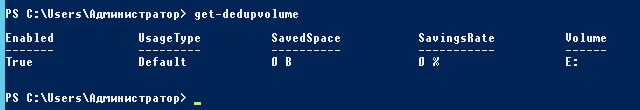 PS C:\Users\Администратор> get-dedupvolume
Enabled UsageType SavedSpace SavingsRate Volume
------- --------- ---------- ----------- ------
True Default 0 B 0 % E:
PS C:\Users\Администратор> _